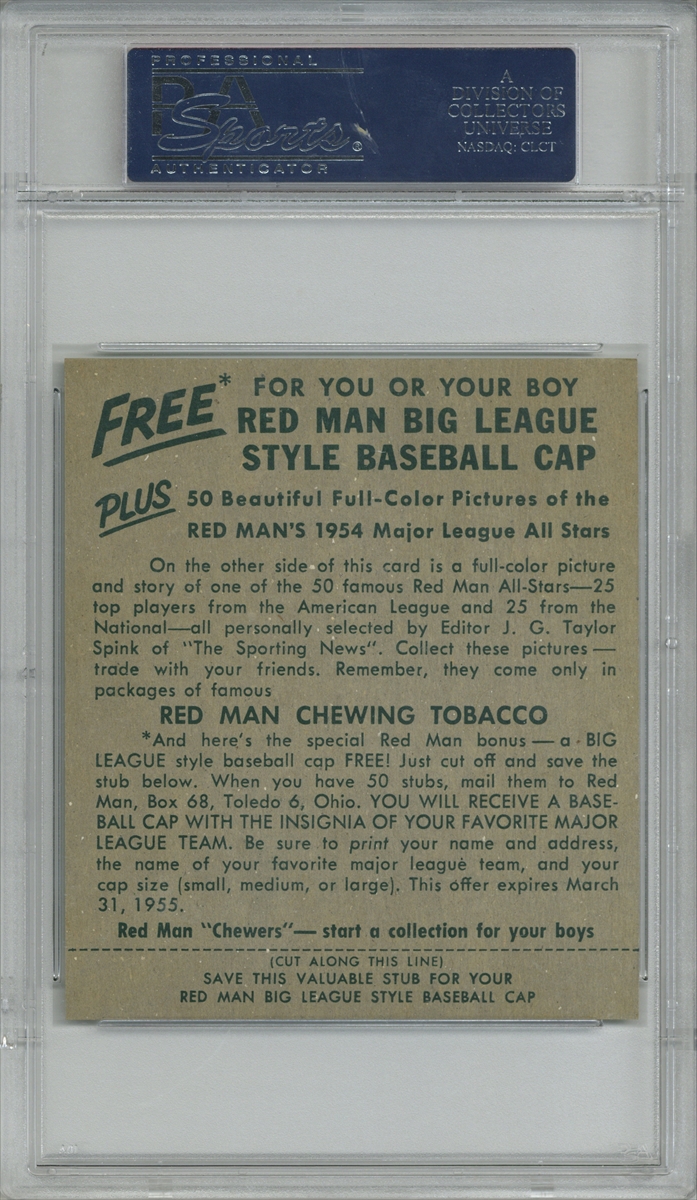 PROFESSIONAL
PSA
Sports®
AUTHENTICATOR
A
DIVISION OF
COLLECTORS
UNIVERSE
NASDAQ: CLCT
FREE* FOR YOU OR YOUR BOY
RED MAN BIG LEAGUE
STYLE BASEBALL CAP
PLUS 50 Beautiful Full-Color Pictures of the
RED MAN'S 1954 Major League All Stars
On the other side of this card is a full-color picture
and story of one of the 50 famous Red Man All-Stars—25
top players from the American League and 25 from the
National—all personally selected by Editor J. G. Taylor
Spink of "The Sporting News". Collect these pictures—
trade with your friends. Remember, they come only in
packages of famous
RED MAN CHEWING TOBACCO
*And here's the special Red Man bonus—a BIG
LEAGUE style baseball cap FREE! Just cut off and save the
stub below. When you have 50 stubs, mail them to Red
Man, Box 68, Toledo 6, Ohio. YOU WILL RECEIVE A BASE-
BALL CAP WITH THE INSIGNIA OF YOUR FAVORITE MAJOR
LEAGUE TEAM. Be sure to print your name and address,
the name of your favorite major league team, and your
cap size (small, medium, or large). This offer expires March
31, 1955.
Red Man "Chewers"—start a collection for your boys
(CUT ALONG THIS LINE)
SAVE THIS VALUABLE STUB FOR YOUR
RED MAN BIG LEAGUE STYLE BASEBALL CAP